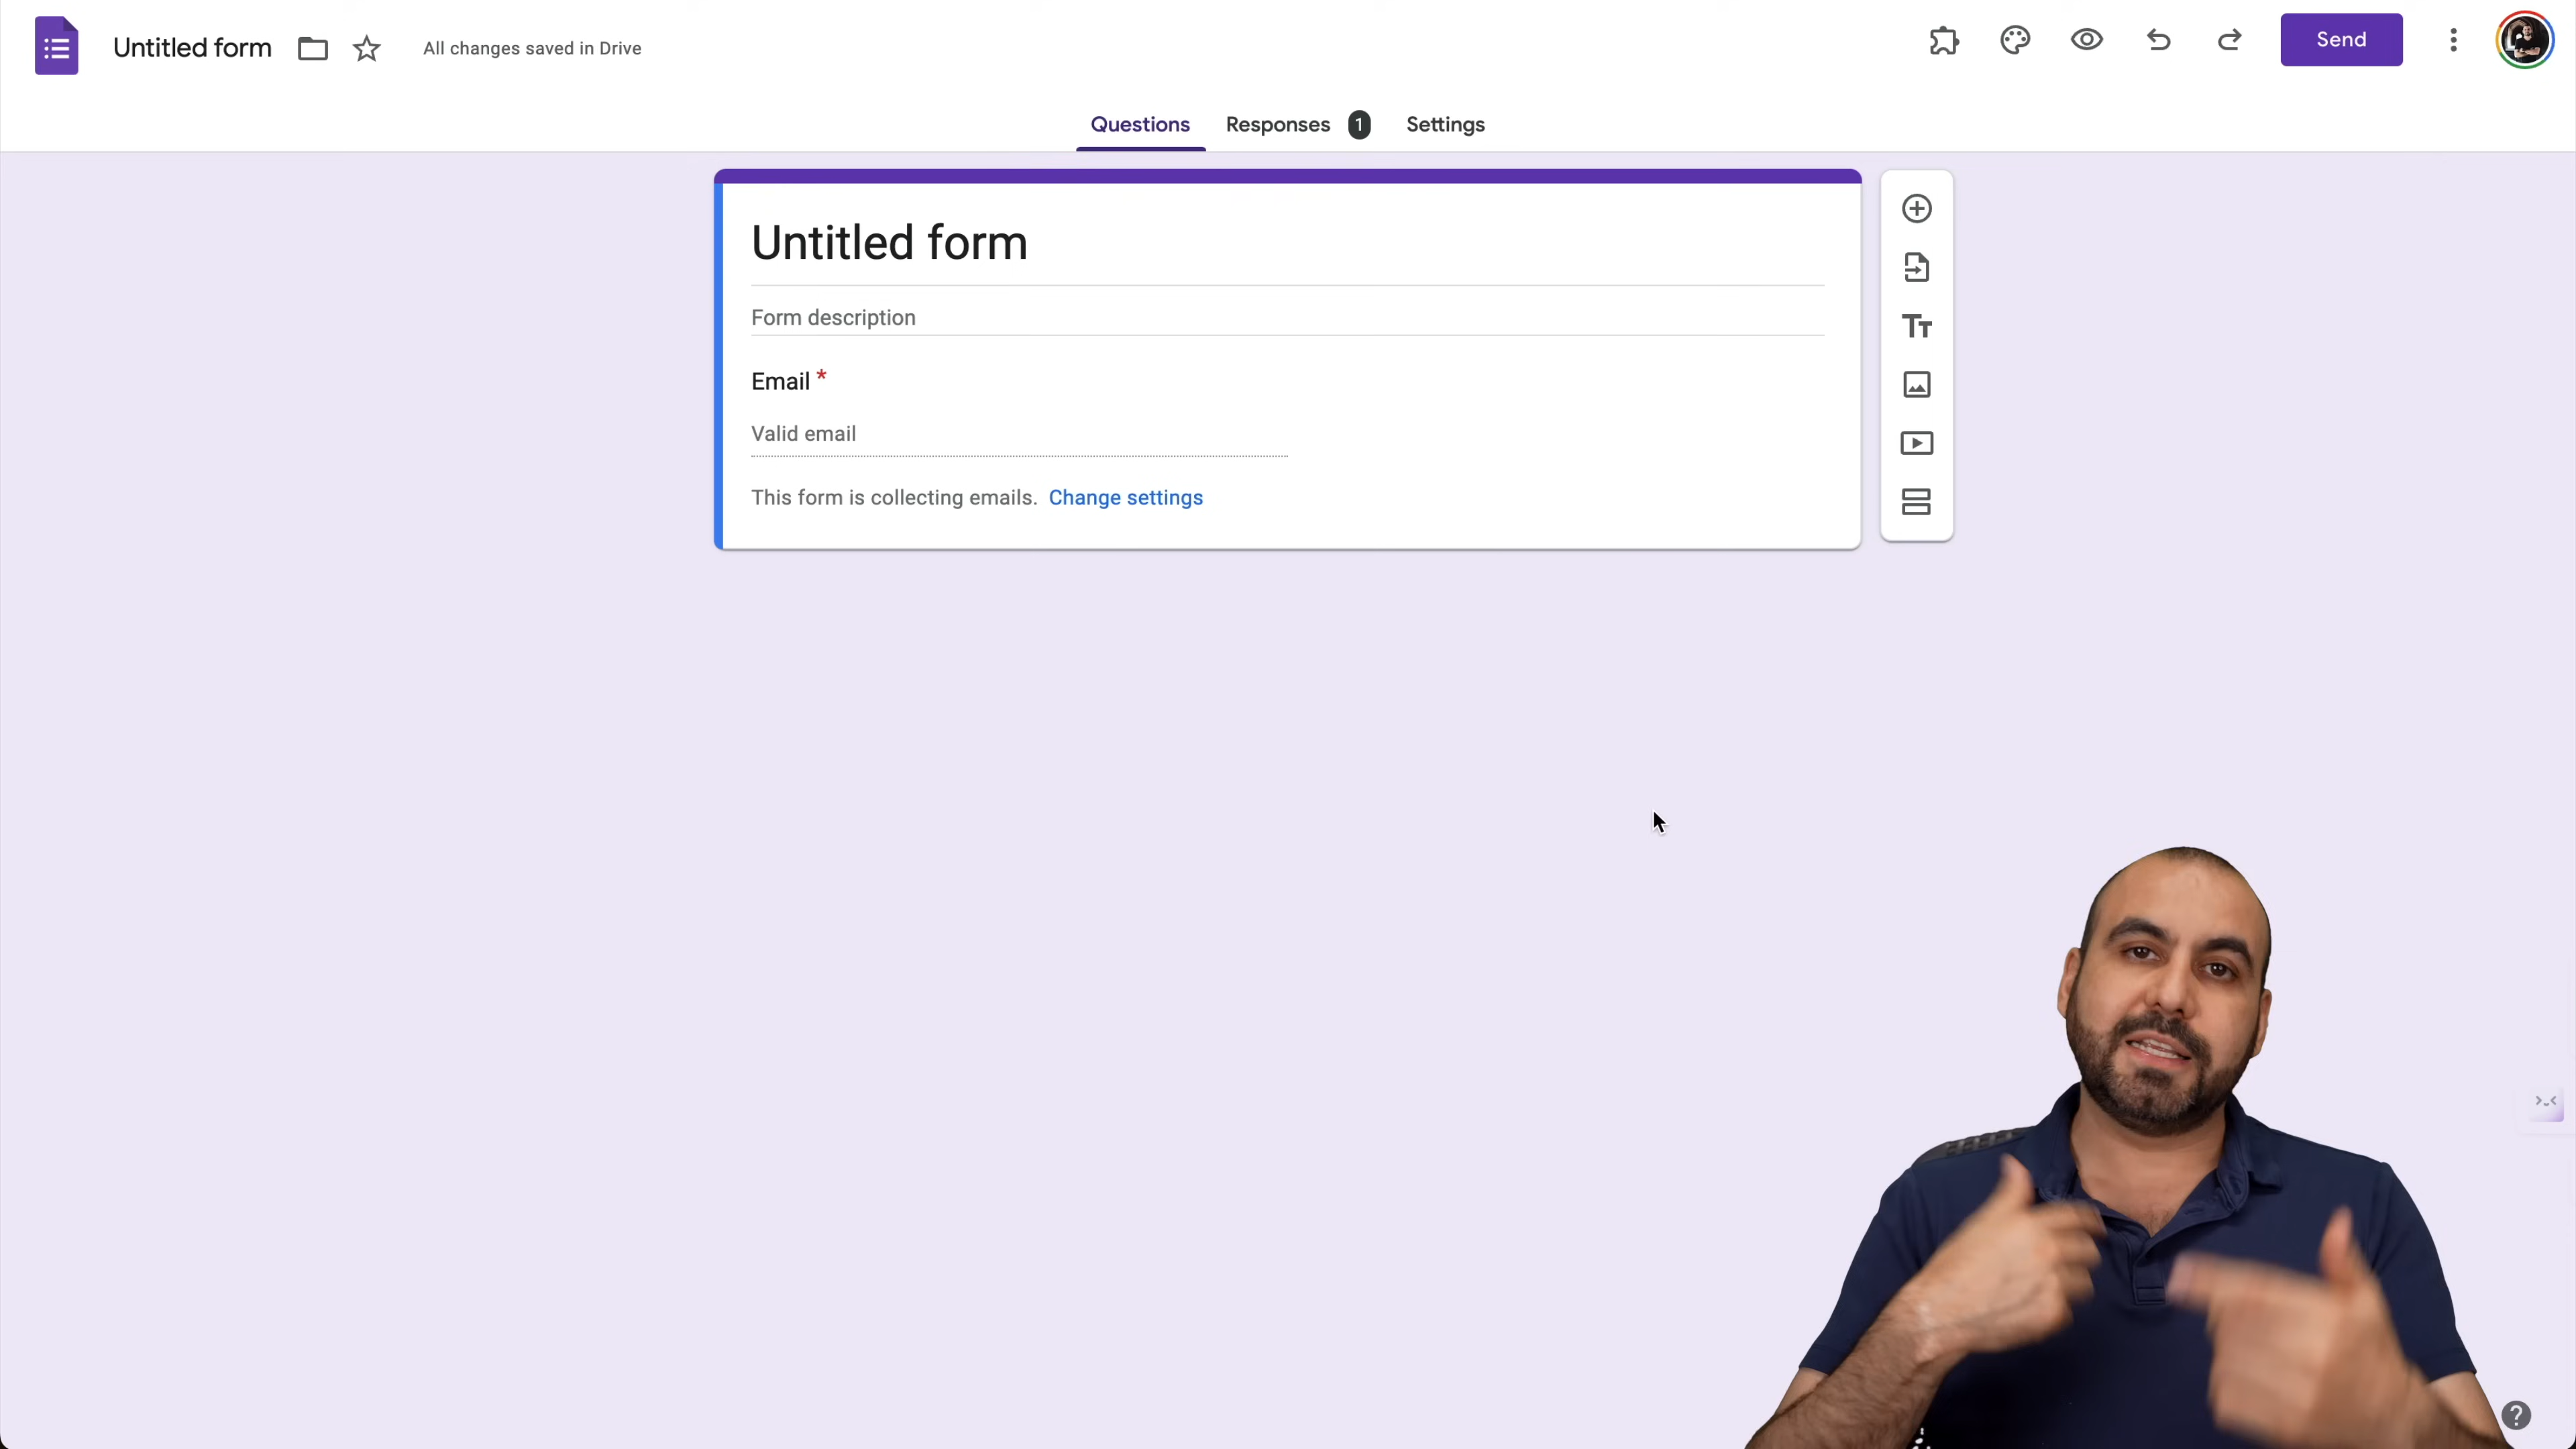 Untitled form
All changes saved in Drive
Send
Questions
Responses 1
Settings
Untitled form
Form description
Email *
Valid email
This form is collecting emails. Change settings